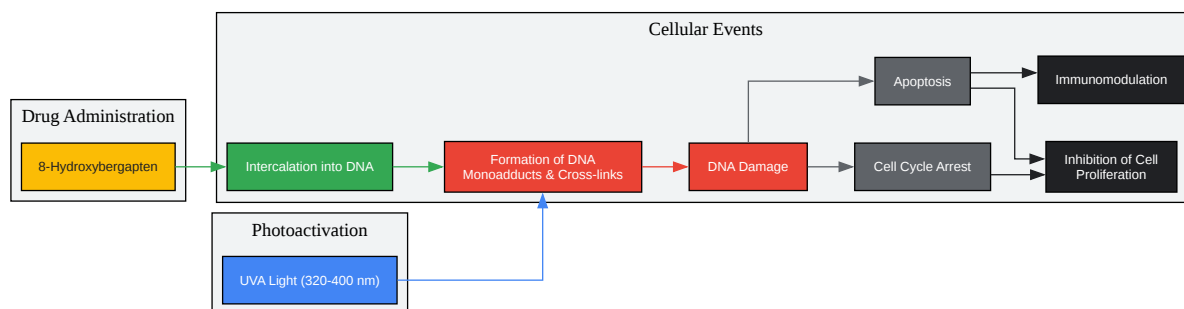 Cellular Events
Apoptosis
Immunomodulation
Drug Administration
8-Hydroxybergapten
Intercalation into DNA
Formation of DNA
Monoadducts & Cross-links
DNA Damage
Cell Cycle Arrest
Inhibition of Cell
Proliferation
Photoactivation
UVA Light (320-400 nm)